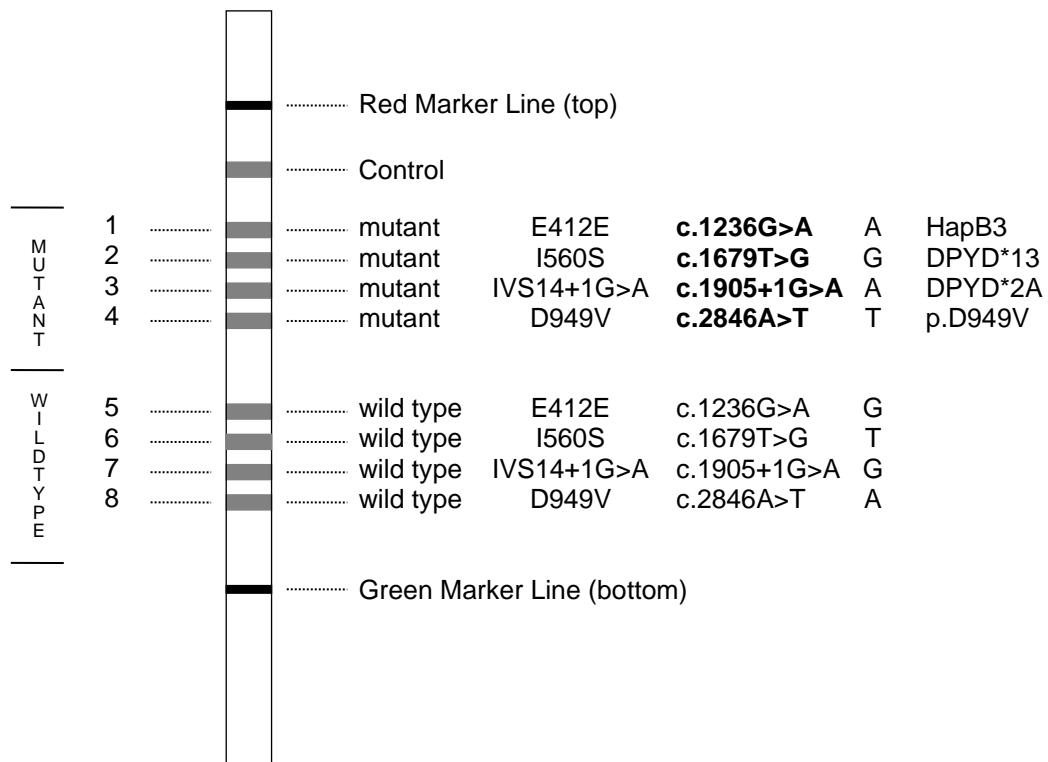 Red Marker Line (top)
Control
MUTANT
1 mutant E412E c.1236G>A A HapB3
2 mutant I560S c.1679T>G G DPYD*13
3 mutant IVS14+1G>A c.1905+1G>A A DPYD*2A
4 mutant D949V c.2846A>T T p.D949V
WILDTYPE
5 wild type E412E c.1236G>A G
6 wild type I560S c.1679T>G T
7 wild type IVS14+1G>A c.1905+1G>A G
8 wild type D949V c.2846A>T A
Green Marker Line (bottom)